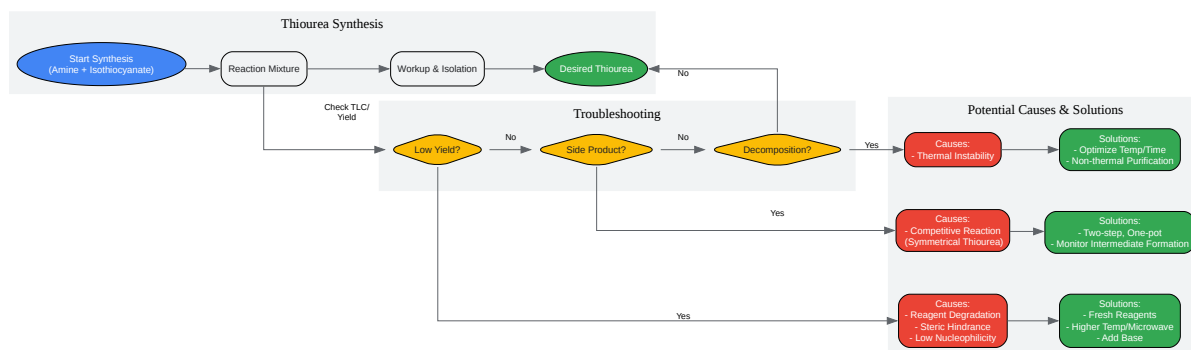 Thiourea Synthesis
Start Synthesis
(Amine + Isothiocyanate)
Reaction Mixture
Workup & Isolation
Desired Thiourea
No
Check TLC/
Yield
Troubleshooting
Low Yield?
No
Side Product?
No
Decomposition?
Yes
Potential Causes & Solutions
Causes:
- Thermal Instability
Solutions:
- Optimize Temp/Time
- Non-thermal Purification
Yes
Causes:
- Competitive Reaction
(Symmetrical Thiourea)
Solutions:
- Two-step, One-pot
- Monitor Intermediate Formation
Yes
Causes:
- Reagent Degradation
- Steric Hindrance
- Low Nucleophilicity
Solutions:
- Fresh Reagents
- Higher Temp/Microwave
- Add Base